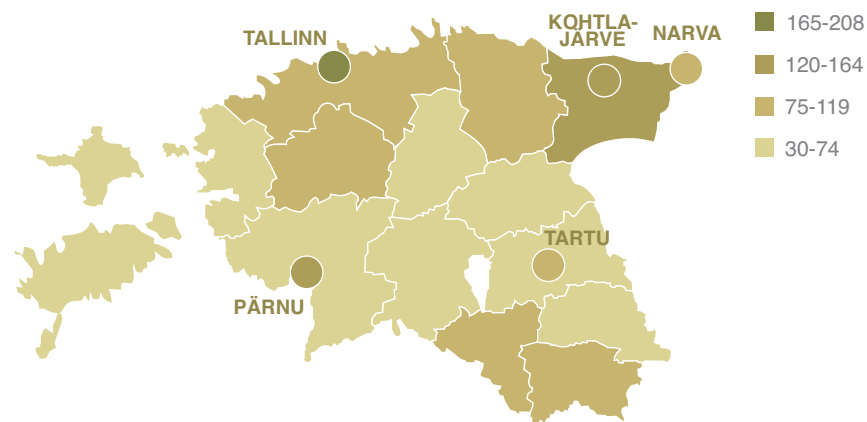 TALLINN
KOHTLA-
JÄRVE
NARVA
165-208
120-164
75-119
30-74
TARTU
PÄRNU